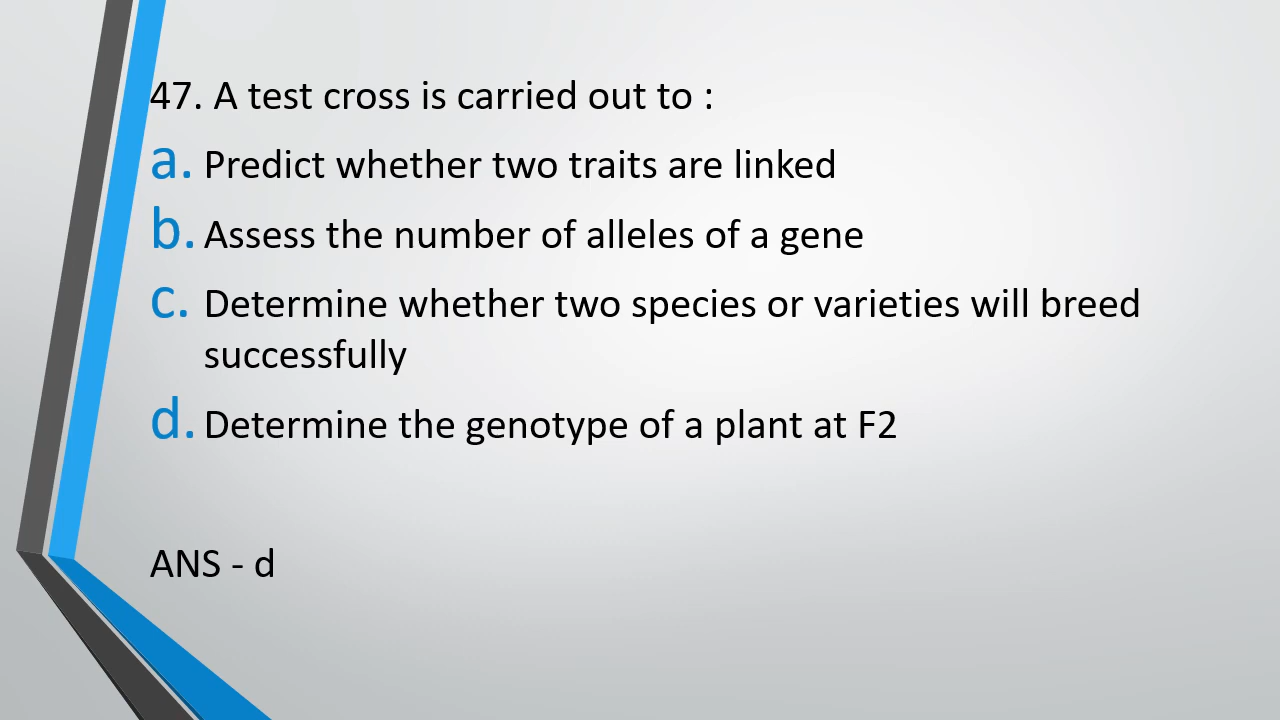 47. A test cross is carried out to :
a. Predict whether two traits are linked
b. Assess the number of alleles of a gene
c. Determine whether two species or varieties will breed
successfully
d. Determine the genotype of a plant at F2
ANS - d